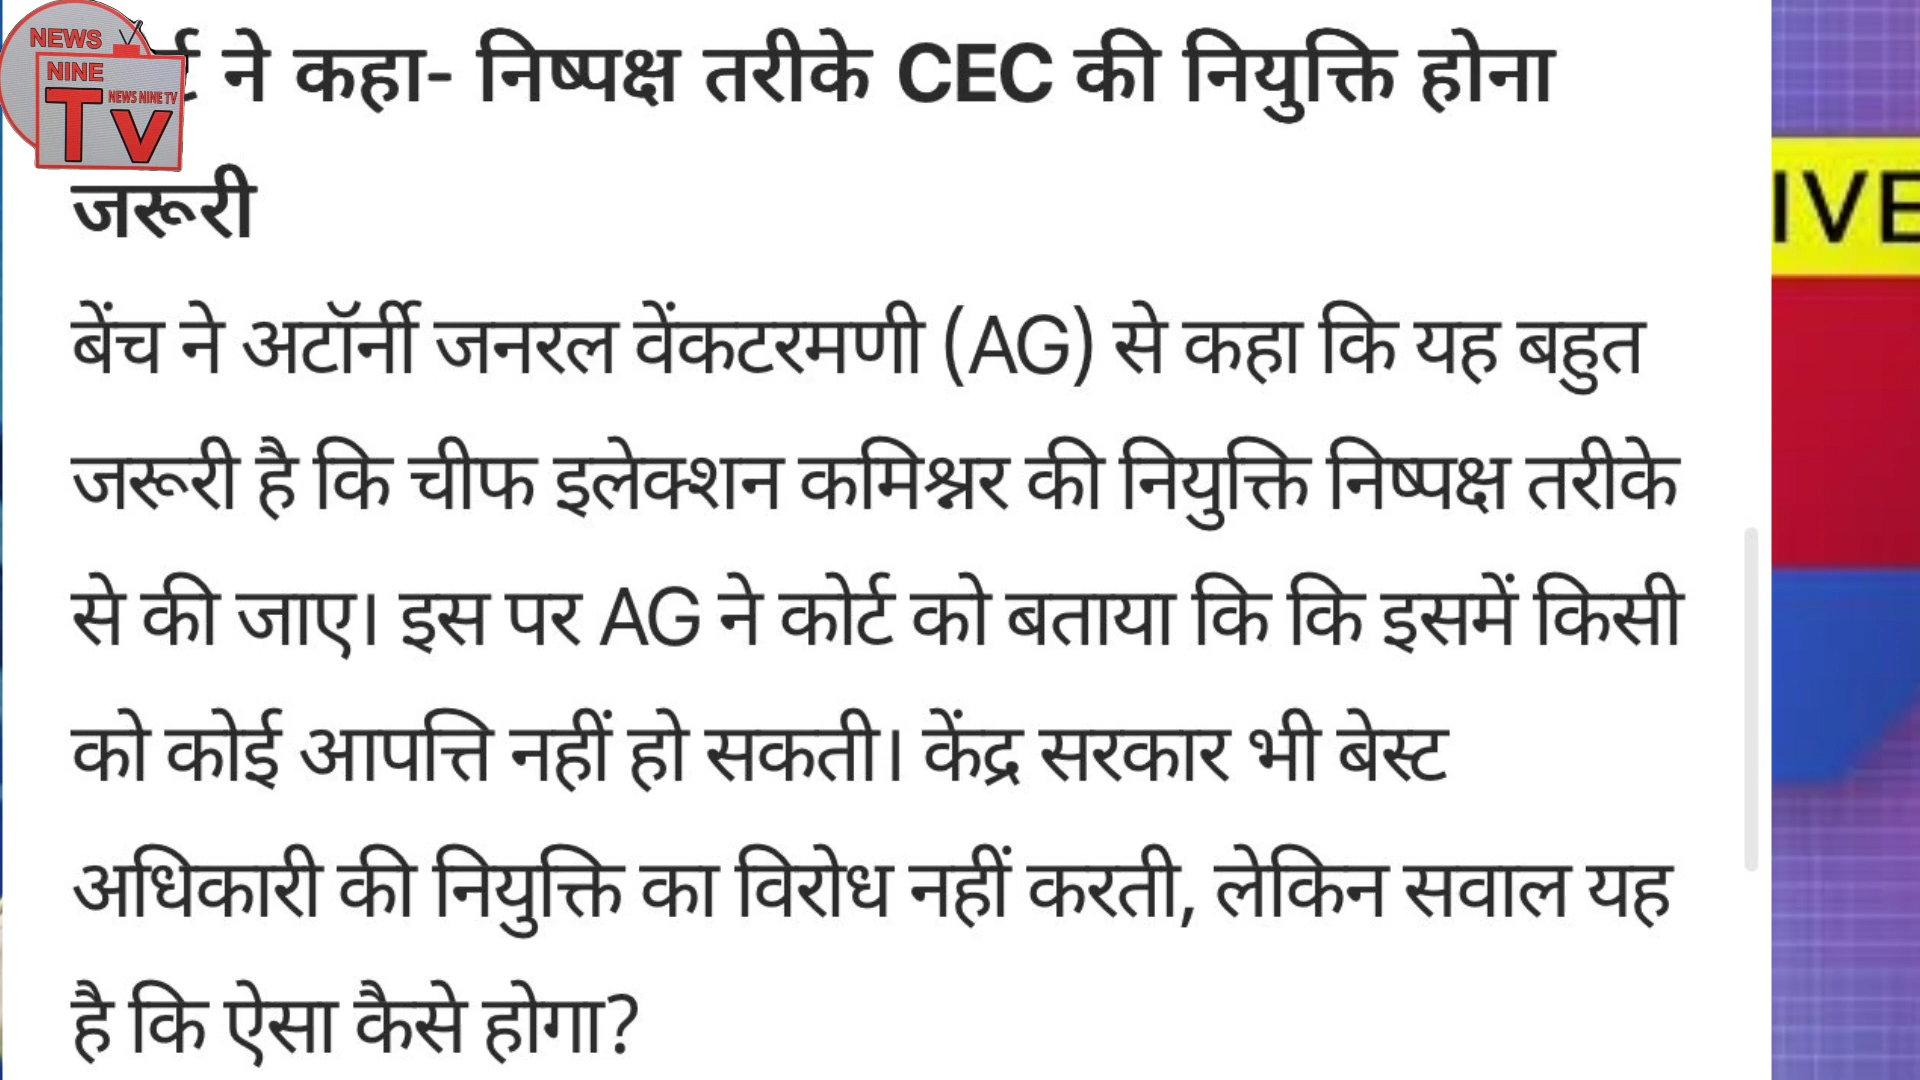 NEWS
NINE
NEWS NINE TV
TV
ने कहा- निष्पक्ष तरीके CEC की नियुक्ति होना
जरूरी
बेंच ने अटॉर्नी जनरल वेंकटरमणी (AG) से कहा कि यह बहुत
जरूरी है कि चीफ इलेक्शन कमिश्नर की नियुक्ति निष्पक्ष तरीके
से की जाए। इस पर AG ने कोर्ट को बताया कि कि इसमें किसी
को कोई आपत्ति नहीं हो सकती। केंद्र सरकार भी बेस्ट
अधिकारी की नियुक्ति का विरोध नहीं करती, लेकिन सवाल यह
है कि ऐसा कैसे होगा?
IVE